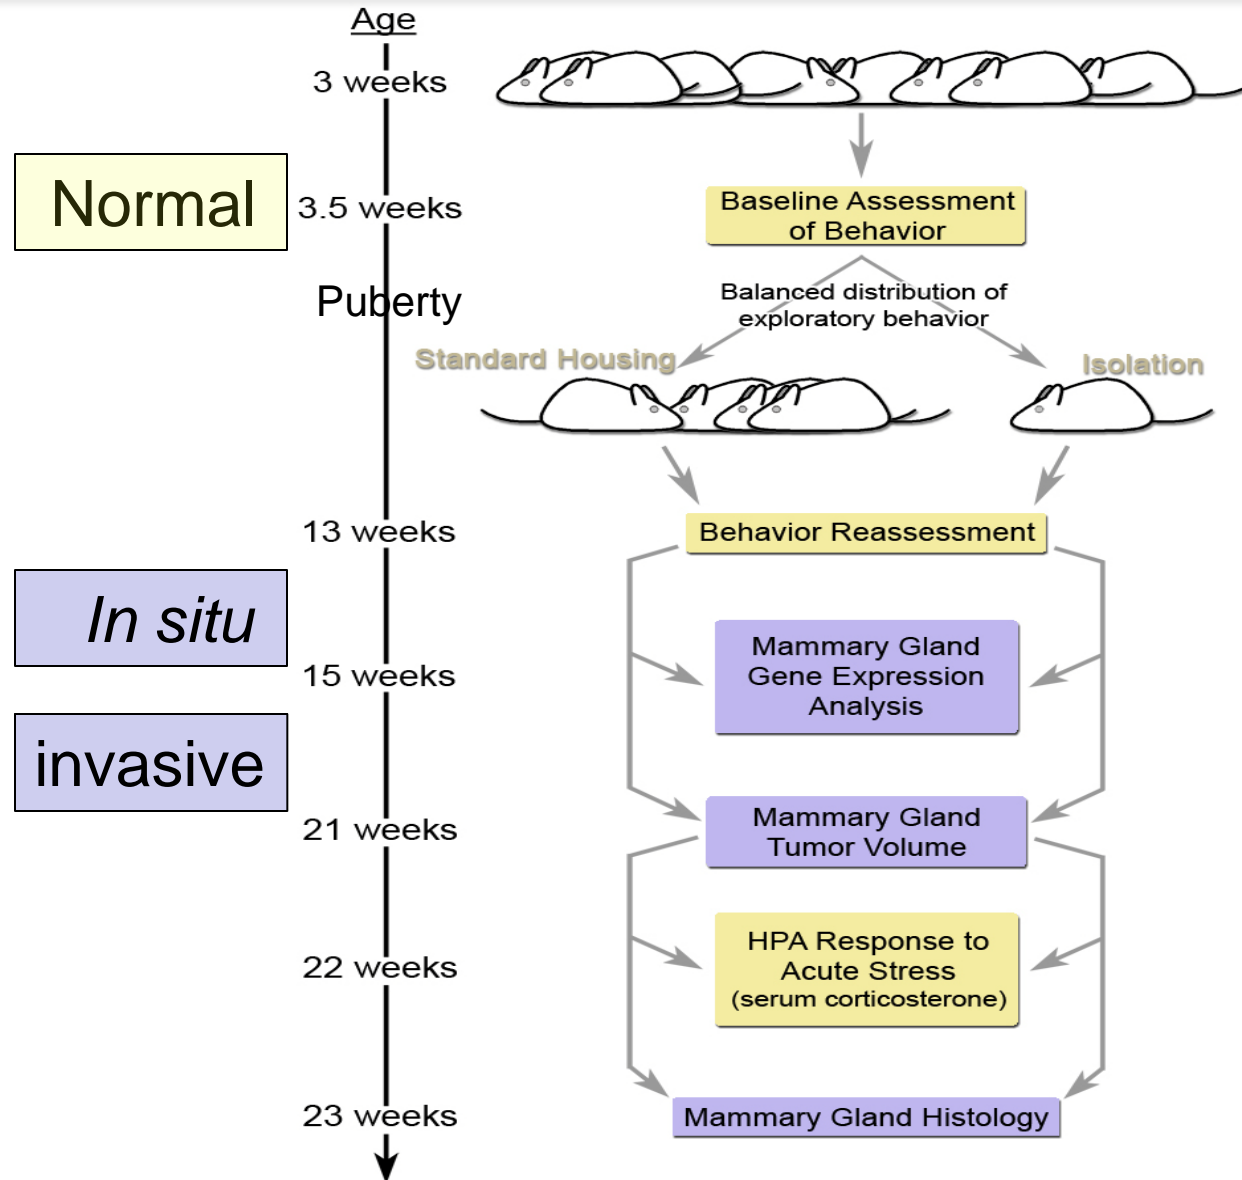 Age
3 weeks
Normal
3.5 weeks
Baseline Assessment
of Behavior
Puberty
Balanced distribution of
exploratory behavior
Standard Housing
Isolation
13 weeks
Behavior Reassessment
In situ
15 weeks
Mammary Gland
Gene Expression
Analysis
invasive
21 weeks
Mammary Gland
Tumor Volume
22 weeks
HPA Response to
Acute Stress
(serum corticosterone)
23 weeks
Mammary Gland Histology